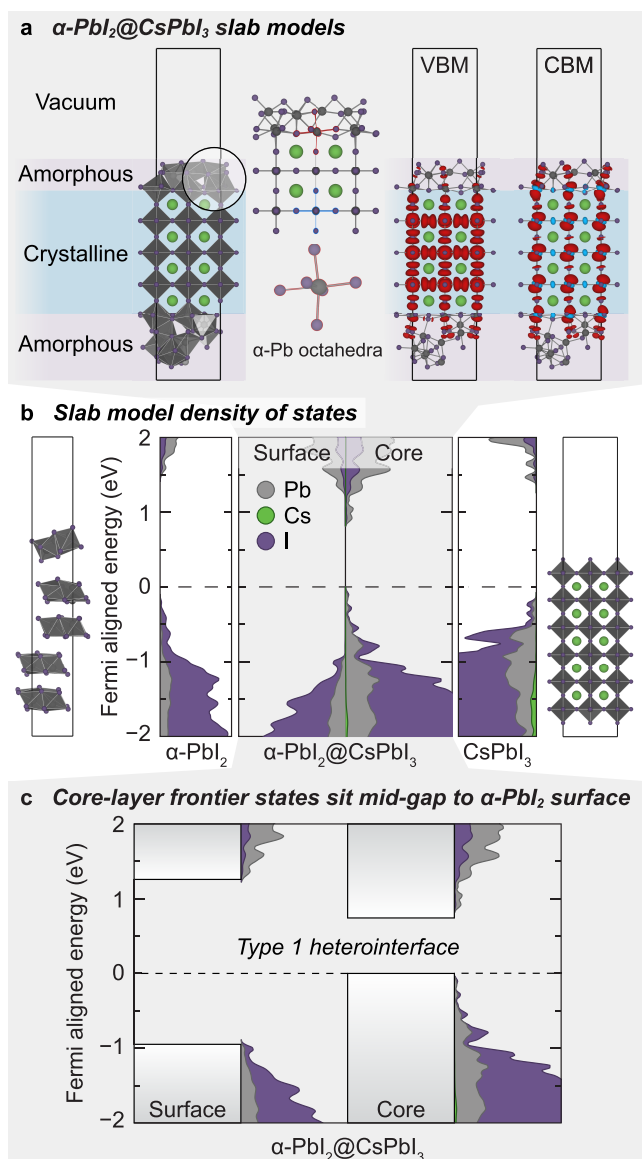 a α-PbI2@CsPbI3 slab models
VBM
CBM
Vacuum
Amorphous
Crystalline
Amorphous
α-Pb octahedra
b Slab model density of states
Fermi aligned energy (eV)
2
1
0
−1
−2
Surface
Core
Pb
Cs
I
α-PbI2
α-PbI2@CsPbI3
CsPbI3
c Core-layer frontier states sit mid-gap to α-PbI2 surface
Fermi aligned energy (eV)
2
1
0
−1
−2
Type 1 heterointerface
Surface
Core
α-PbI2@CsPbI3